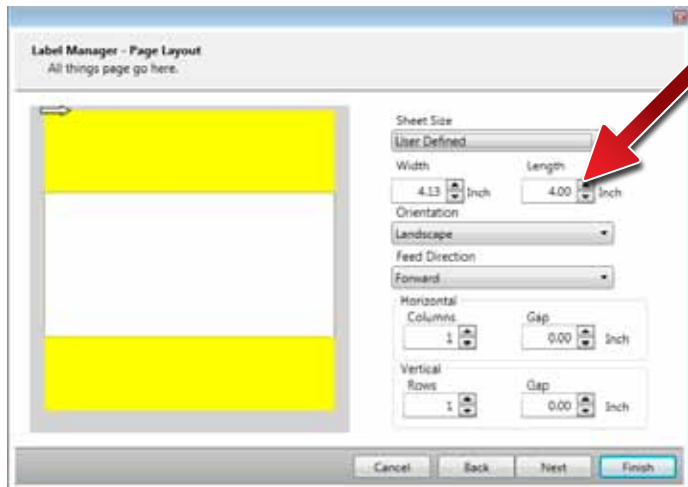 Label Manager - Page Layout
All things page go here.
Sheet Size
User Defined
Width Length
4.13 Inch 4.00 Inch
Orientation
Landscape
Feed Direction
Forward
Horizontal
Columns Gap
1 0.00 Inch
Vertical
Rows Gap
1 0.00 Inch
Cancel Back Next Finish